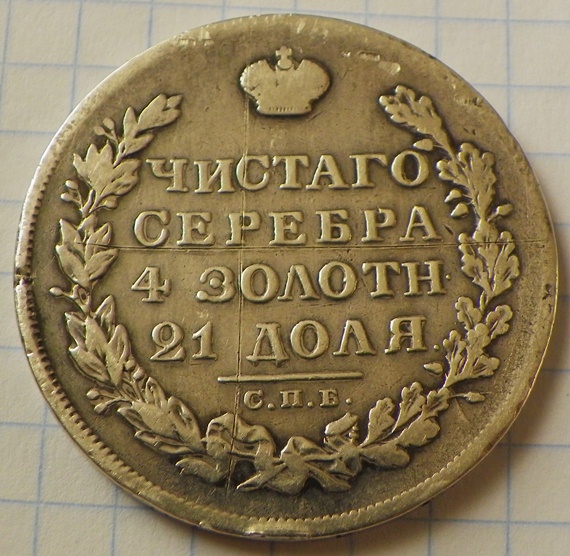 ЧИСТАГО
СЕРЕБРА
4 ЗОЛОТН.
21 ДОЛЯ.
С.П.Б.